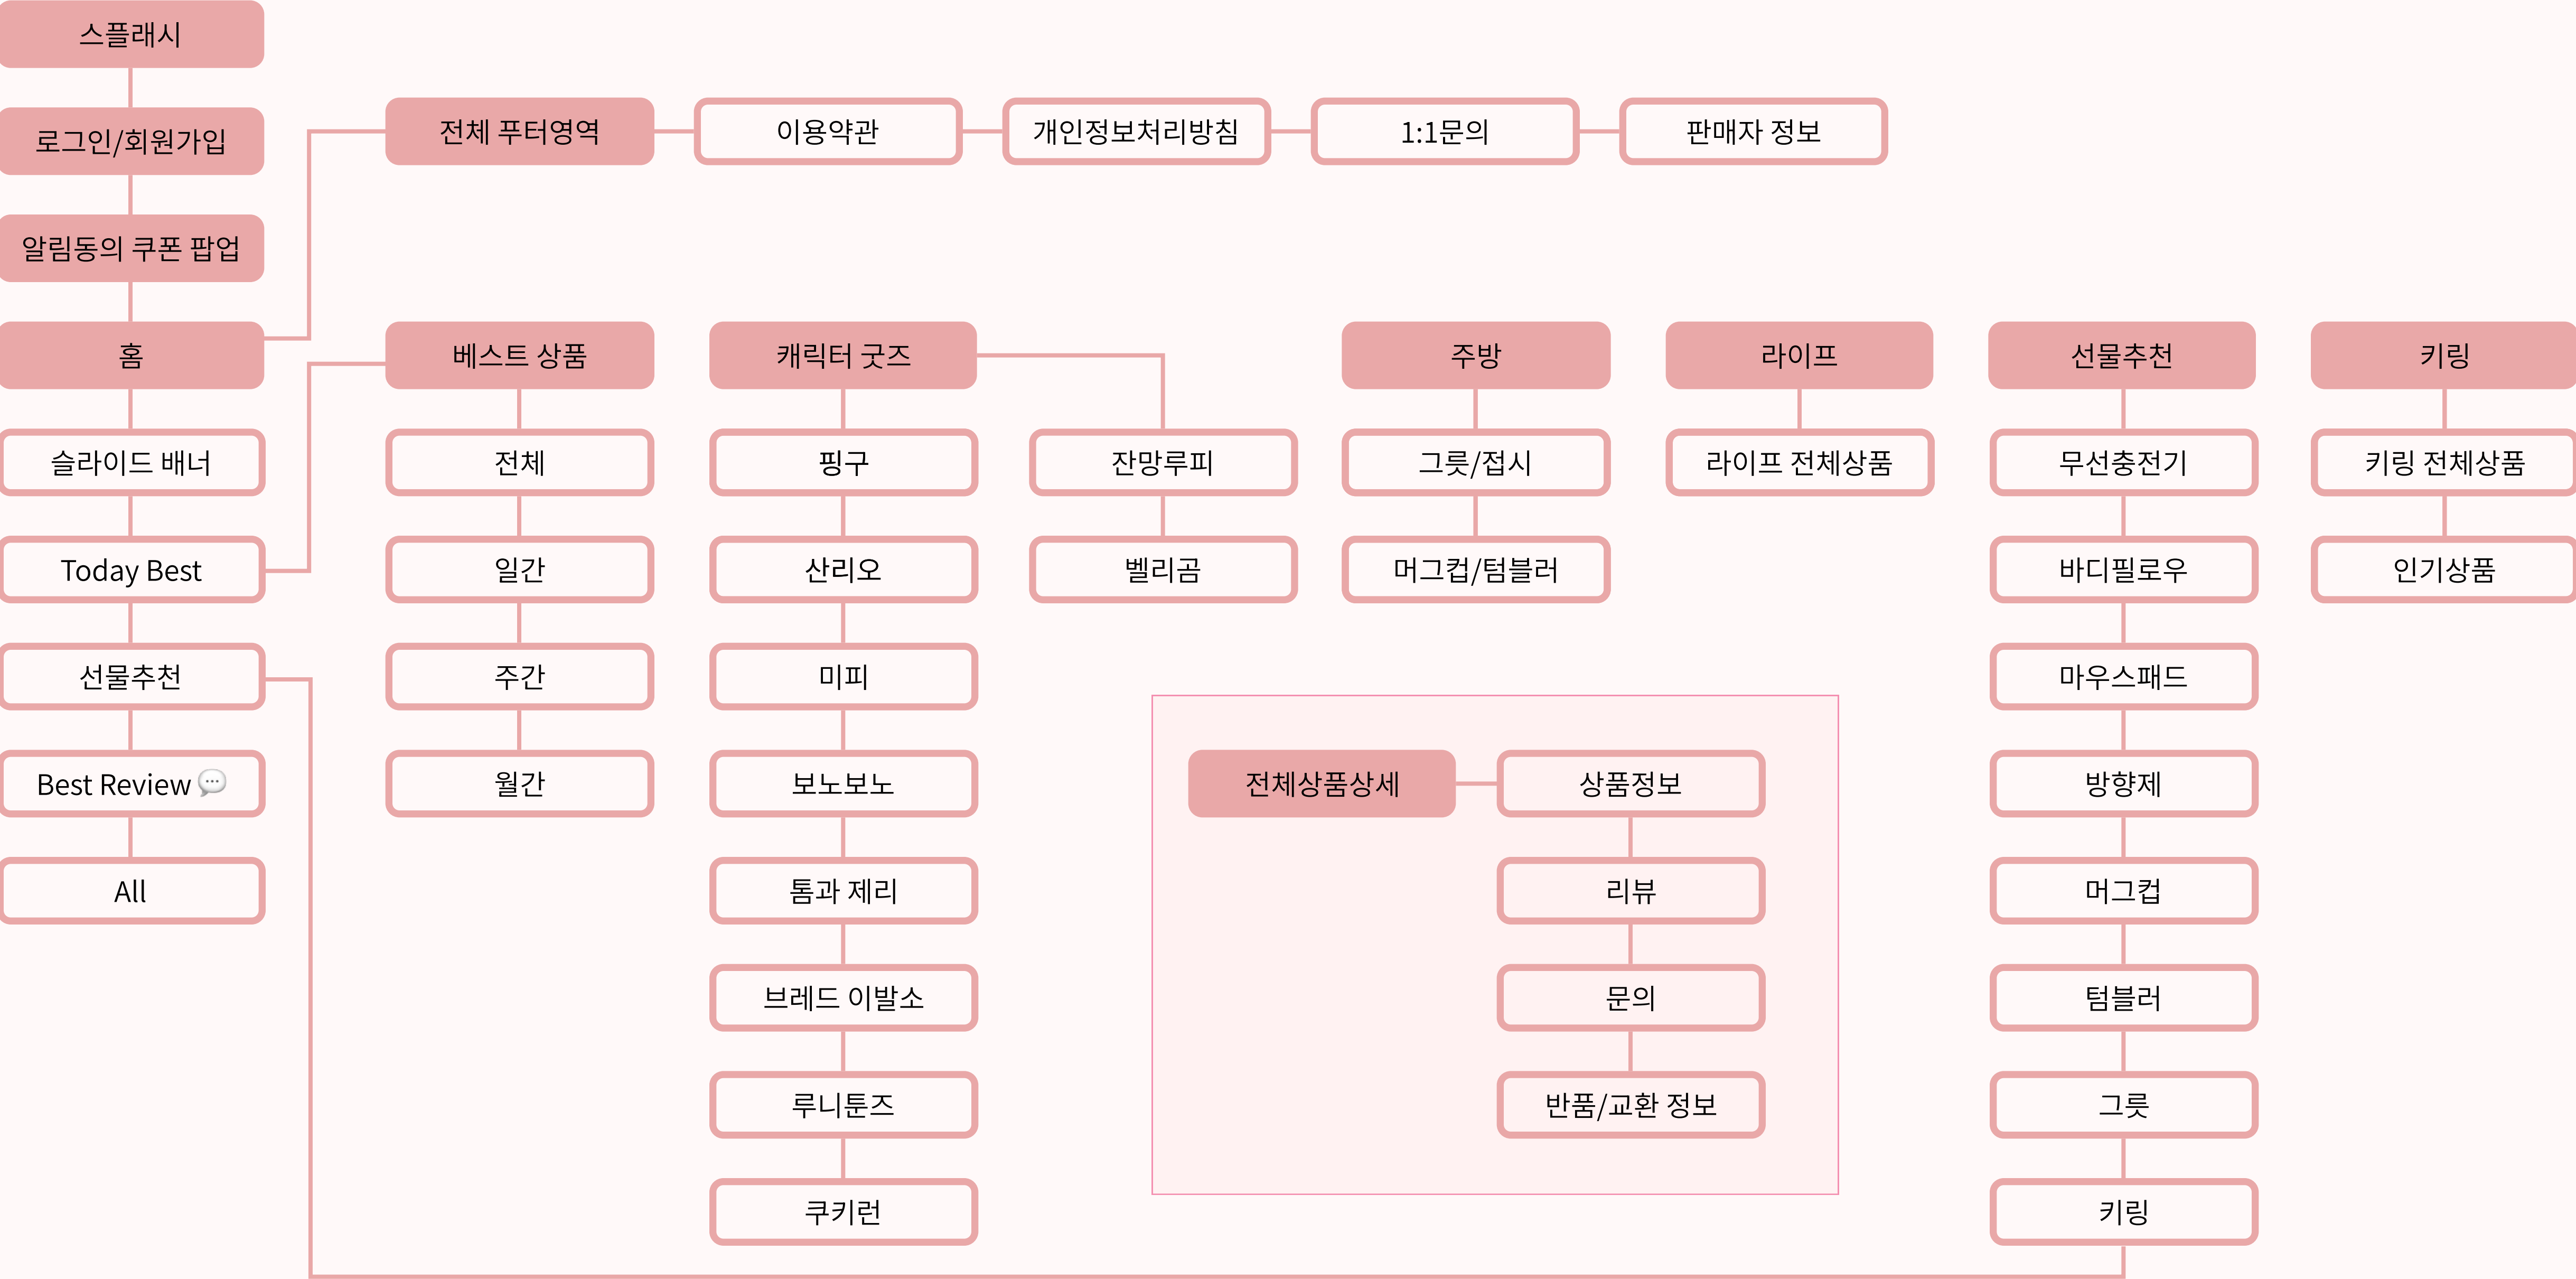 스플래시
로그인/회원가입
알림동의 쿠폰 팝업
홈
슬라이드 배너
Today Best
선물추천
Best Review 💬
All
전체 푸터영역
이용약관
개인정보처리방침
1:1문의
판매자 정보
베스트 상품
전체
일간
주간
월간
캐릭터 굿즈
핑구
산리오
미피
보노보노
톰과 제리
브레드 이발소
루니툰즈
쿠키런
잔망루피
벨리곰
주방
그릇/접시
머그컵/텀블러
라이프
라이프 전체상품
전체상품상세
상품정보
리뷰
문의
반품/교환 정보
선물추천
무선충전기
바디필로우
마우스패드
방향제
머그컵
텀블러
그릇
키링
키링
키링 전체상품
인기상품